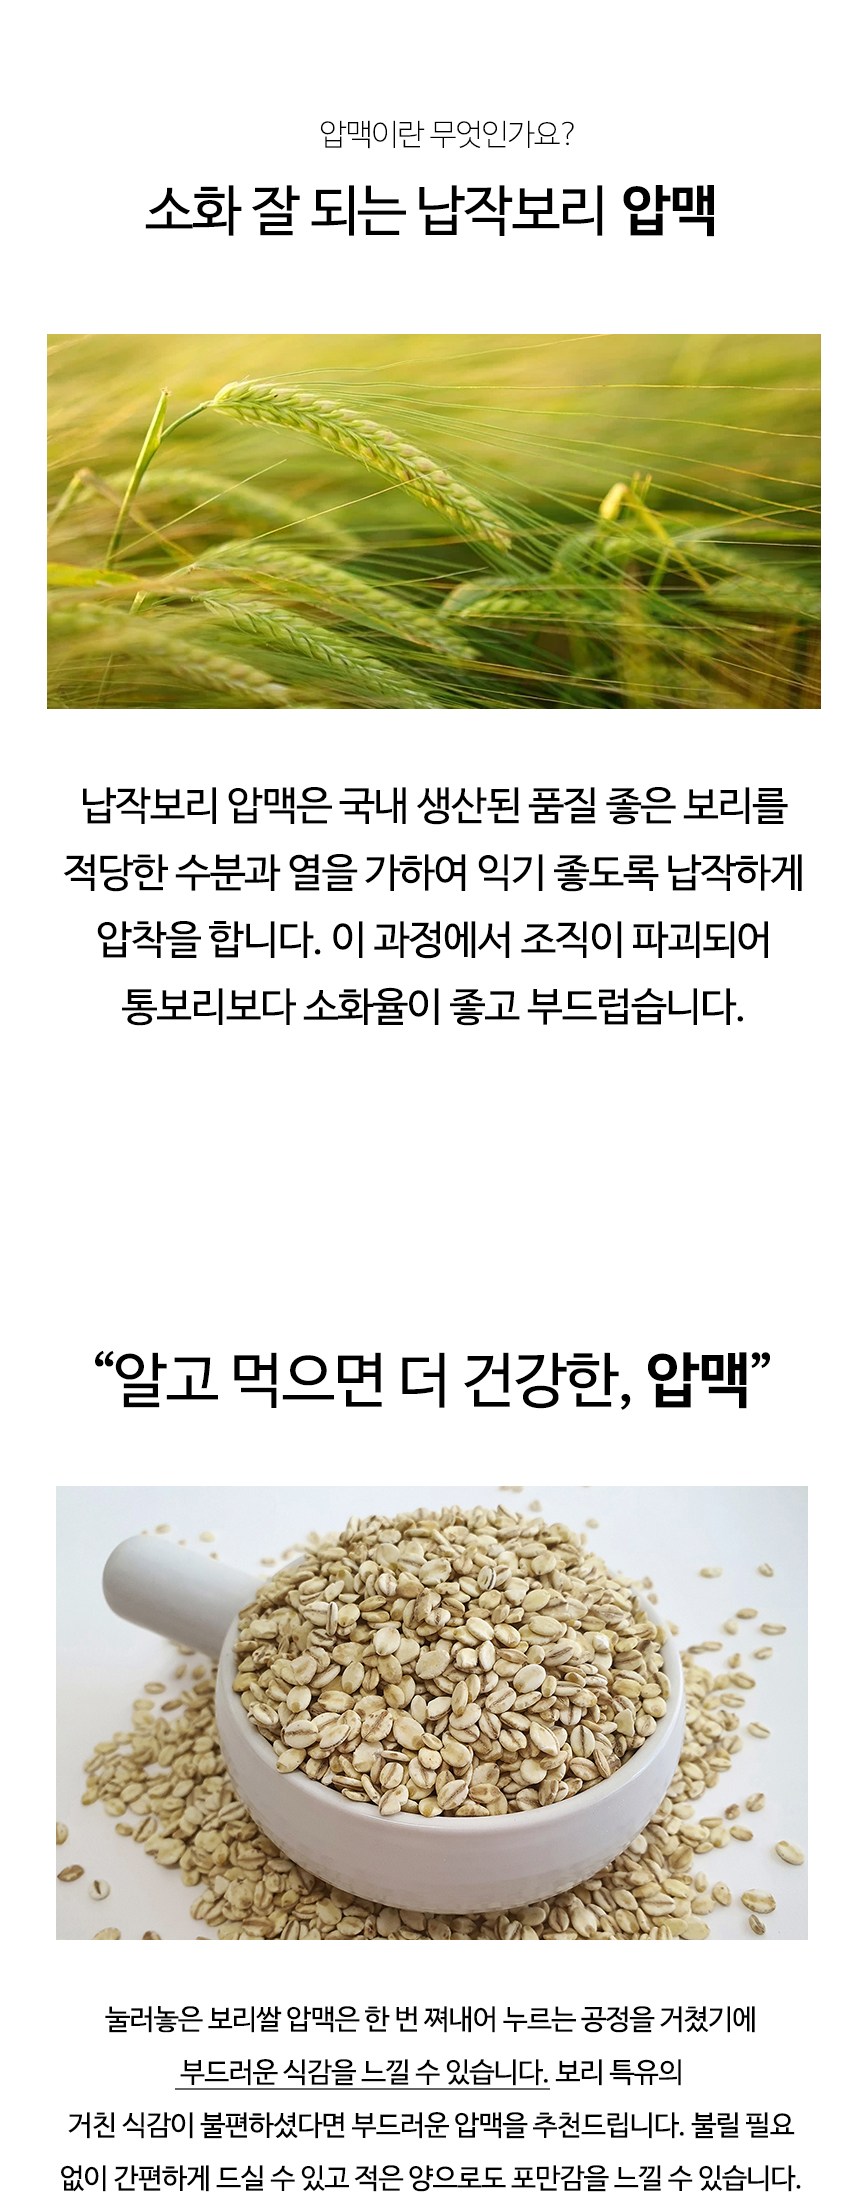 압맥이란 무엇인가요?
소화 잘 되는 납작보리 압맥
납작보리 압맥은 국내 생산된 품질 좋은 보리를
적당한 수분과 열을 가하여 익기 좋도록 납작하게
압착을 합니다. 이 과정에서 조직이 파괴되어
통보리보다 소화율이 좋고 부드럽습니다.
“알고 먹으면 더 건강한, 압맥”
눌러놓은 보리쌀 압맥은 한 번 쪄내어 누르는 공정을 거쳤기에
부드러운 식감을 느낄 수 있습니다. 보리 특유의
거친 식감이 불편하셨다면 부드러운 압맥을 추천드립니다. 불릴 필요
없이 간편하게 드실 수 있고 적은 양으로도 포만감을 느낄 수 있습니다.